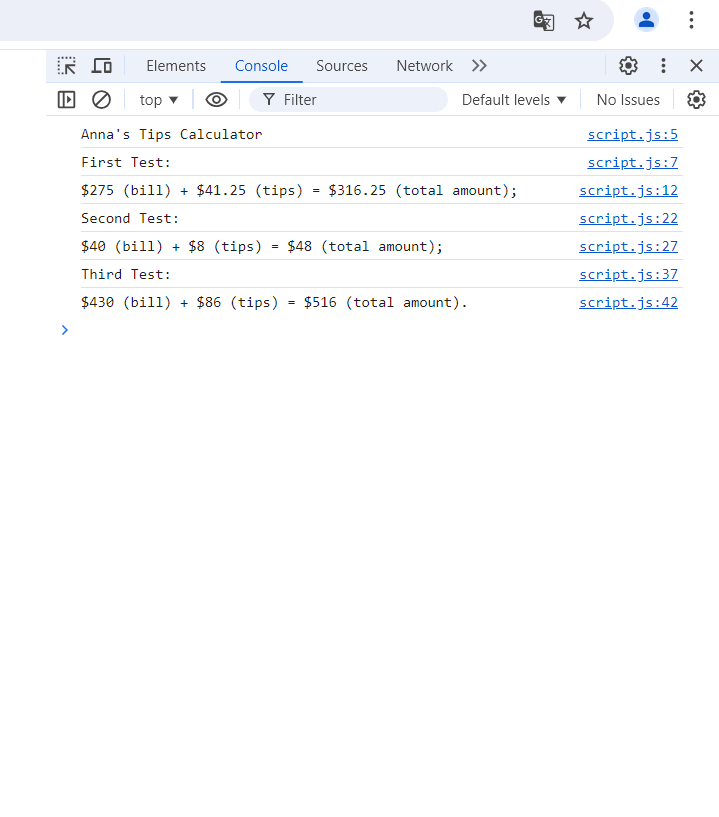 Elements Console Sources Network
top Filter Default levels No Issues
Anna's Tips Calculator script.js:5
First Test: script.js:7
$275 (bill) + $41.25 (tips) = $316.25 (total amount); script.js:12
Second Test: script.js:22
$40 (bill) + $8 (tips) = $48 (total amount); script.js:27
Third Test: script.js:37
$430 (bill) + $86 (tips) = $516 (total amount). script.js:42